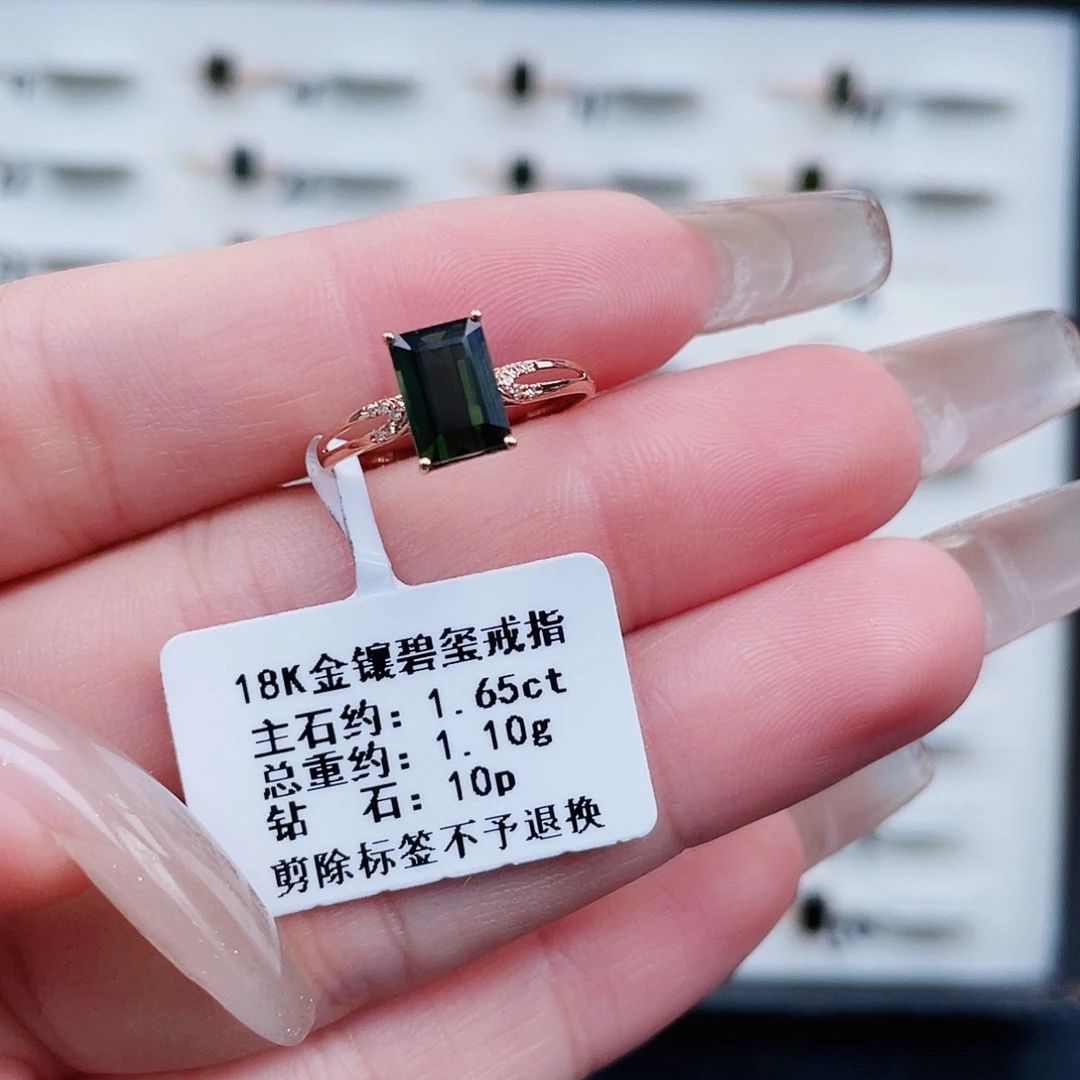 18K金镶碧玺戒指
主石约: 1.65ct
总重约: 1.10g
钻 石: 10p
剪除标签不予退换